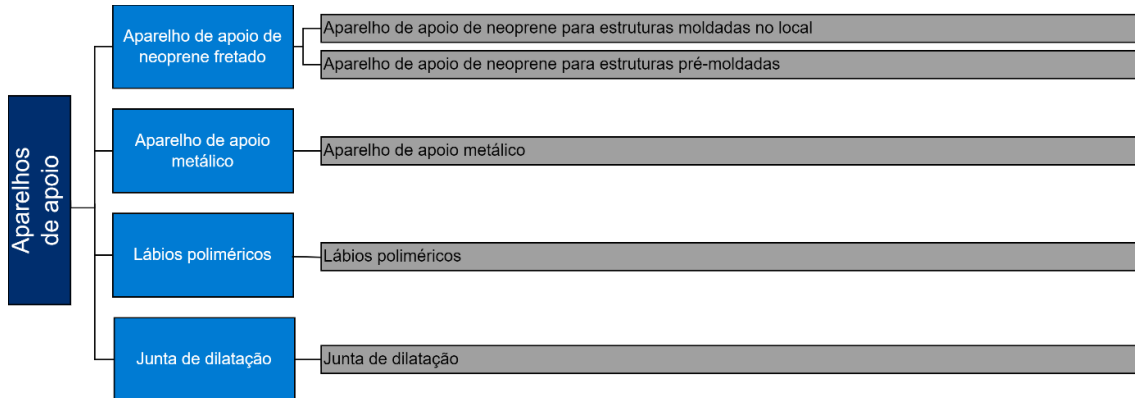 Aparelhos
de apoio
Aparelho de apoio de
neoprene fretado
Aparelho de apoio de neoprene para estruturas moldadas no local
Aparelho de apoio de neoprene para estruturas pré-moldadas
Aparelho de apoio
metálico
Aparelho de apoio metálico
Lábios poliméricos
Lábios poliméricos
Junta de dilatação
Junta de dilatação